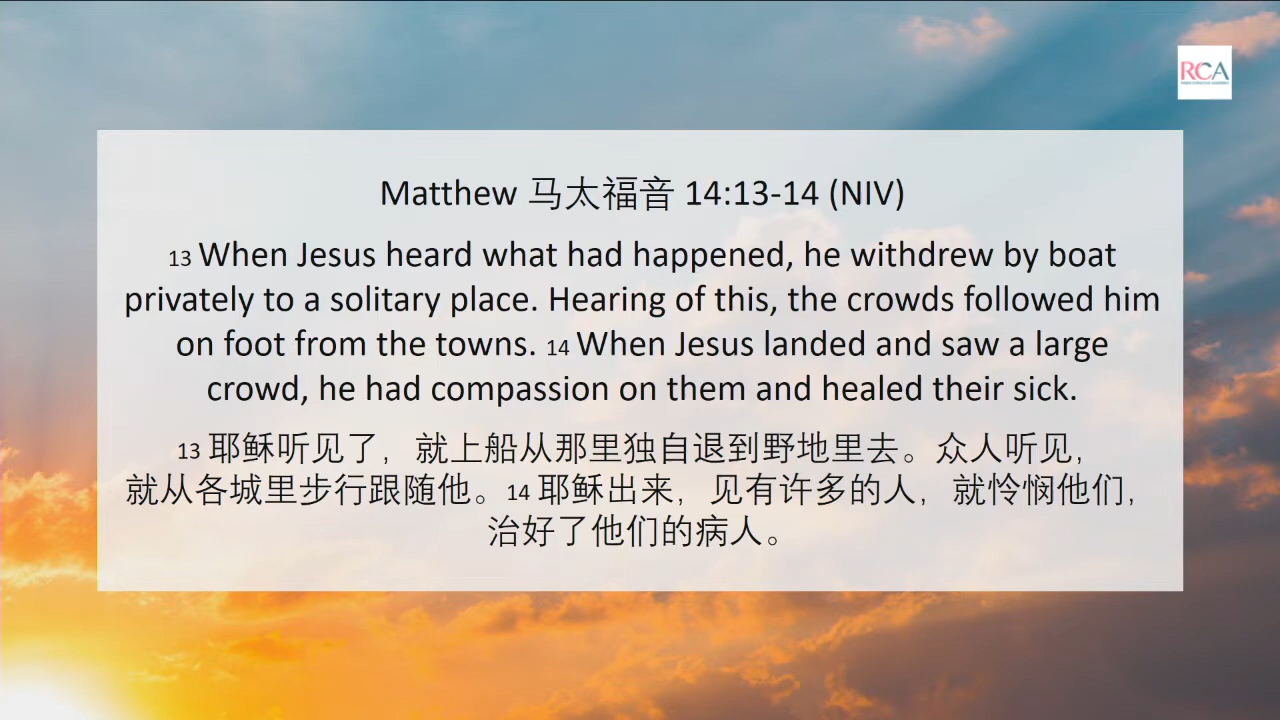 RCA
Matthew 马太福音 14:13-14 (NIV)
13 When Jesus heard what had happened, he withdrew by boat
privately to a solitary place. Hearing of this, the crowds followed him
on foot from the towns. 14 When Jesus landed and saw a large
crowd, he had compassion on them and healed their sick.
13 耶稣听见了，就上船从那里独自退到野地里去。众人听见，
就从各城里步行跟随他。14 耶稣出来，见有许多的人，就怜悯他们，
治好了他们的病人。